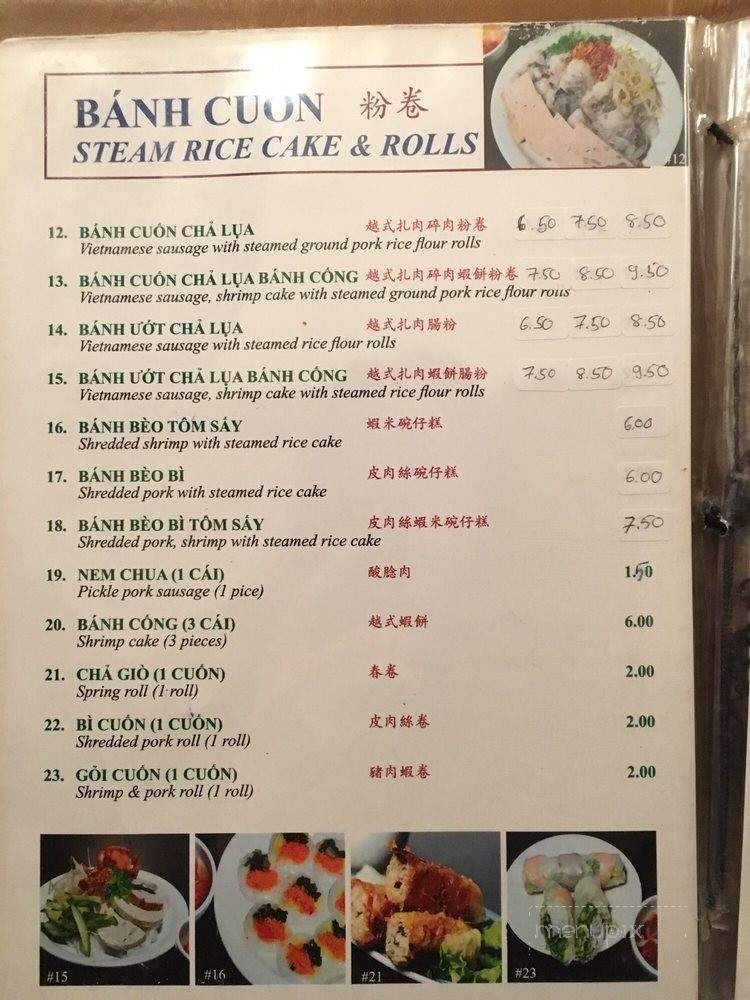 BÁNH CUON 粉卷
STEAM RICE CAKE & ROLLS
#12
12. BÁNH CUỐN CHẢ LỤA 越式扎肉碎肉粉卷 6.50 7.50 8.50
Vietnamese sausage with steamed ground pork rice flour rolls
13. BÁNH CUỐN CHẢ LỤA BÁNH CỐNG 越式扎肉碎肉蝦餅粉卷 7.50 8.50 9.50
Vietnamese sausage, shrimp cake with steamed ground pork rice flour rolls
14. BÁNH ƯỚT CHẢ LỤA 越式扎肉腸粉 6.50 7.50 8.50
Vietnamese sausage with steamed rice flour rolls
15. BÁNH ƯỚT CHẢ LỤA BÁNH CỐNG 越式扎肉蝦餅腸粉 7.50 8.50 9.50
Vietnamese sausage, shrimp cake with steamed rice flour rolls
16. BÁNH BÈO TÔM SẤY 蝦米碗仔糕 6.00
Shredded shrimp with steamed rice cake
17. BÁNH BÈO BÌ 皮肉絲碗仔糕 6.00
Shredded pork with steamed rice cake
18. BÁNH BÈO BÌ TÔM SẤY 皮肉絲蝦米碗仔糕 7.50
Shredded pork, shrimp with steamed rice cake
19. NEM CHUA (1 CÁI) 酸脍肉 1.50
Pickle pork sausage (1 pice)
20. BÁNH CỐNG (3 CÁI) 越式蝦餅 6.00
Shrimp cake (3 pieces)
21. CHẢ GIÒ (1 CUỐN) 春卷 2.00
Spring roll (1 roll)
22. BÌ CUỐN (1 CUỐN) 皮肉絲卷 2.00
Shredded pork roll (1 roll)
23. GỎI CUỐN (1 CUỐN) 豬肉蝦卷 2.00
Shrimp & pork roll (1 roll)
#15 #16 #21 #23
menupix